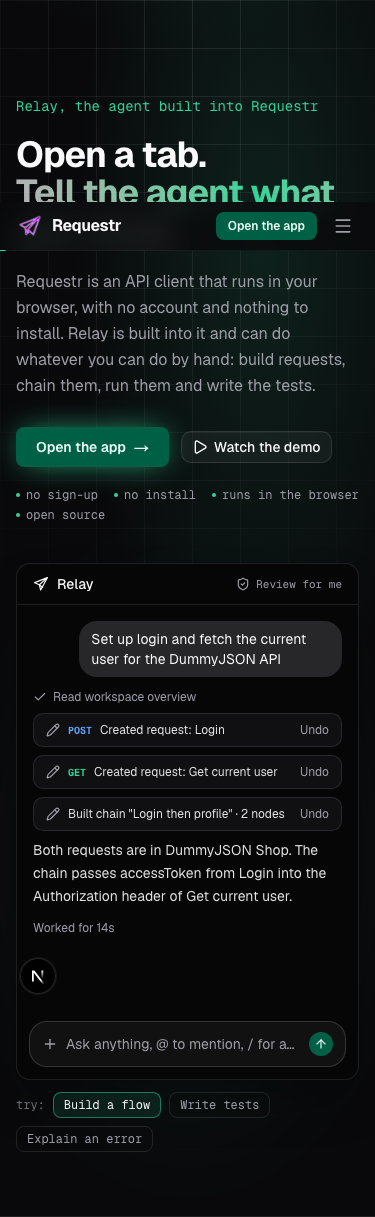 Relay, the agent built into Requestr
Open a tab.
Tell the agent what
Requestr
Open the app
Requestr is an API client that runs in your
browser, with no account and nothing to
install. Relay is built into it and can do
whatever you can do by hand: build requests,
chain them, run them and write the tests.
Open the app →
Watch the demo
no sign-up
no install
runs in the browser
open source
Relay
Review for me
Set up login and fetch the current
user for the DummyJSON API
Read workspace overview
POST Created request: Login Undo
GET Created request: Get current user Undo
Built chain "Login then profile" · 2 nodes Undo
Both requests are in DummyJSON Shop. The
chain passes accessToken from Login into the
Authorization header of Get current user.
Worked for 14s
N
Ask anything, @ to mention, / for a…
try:
Build a flow
Write tests
Explain an error